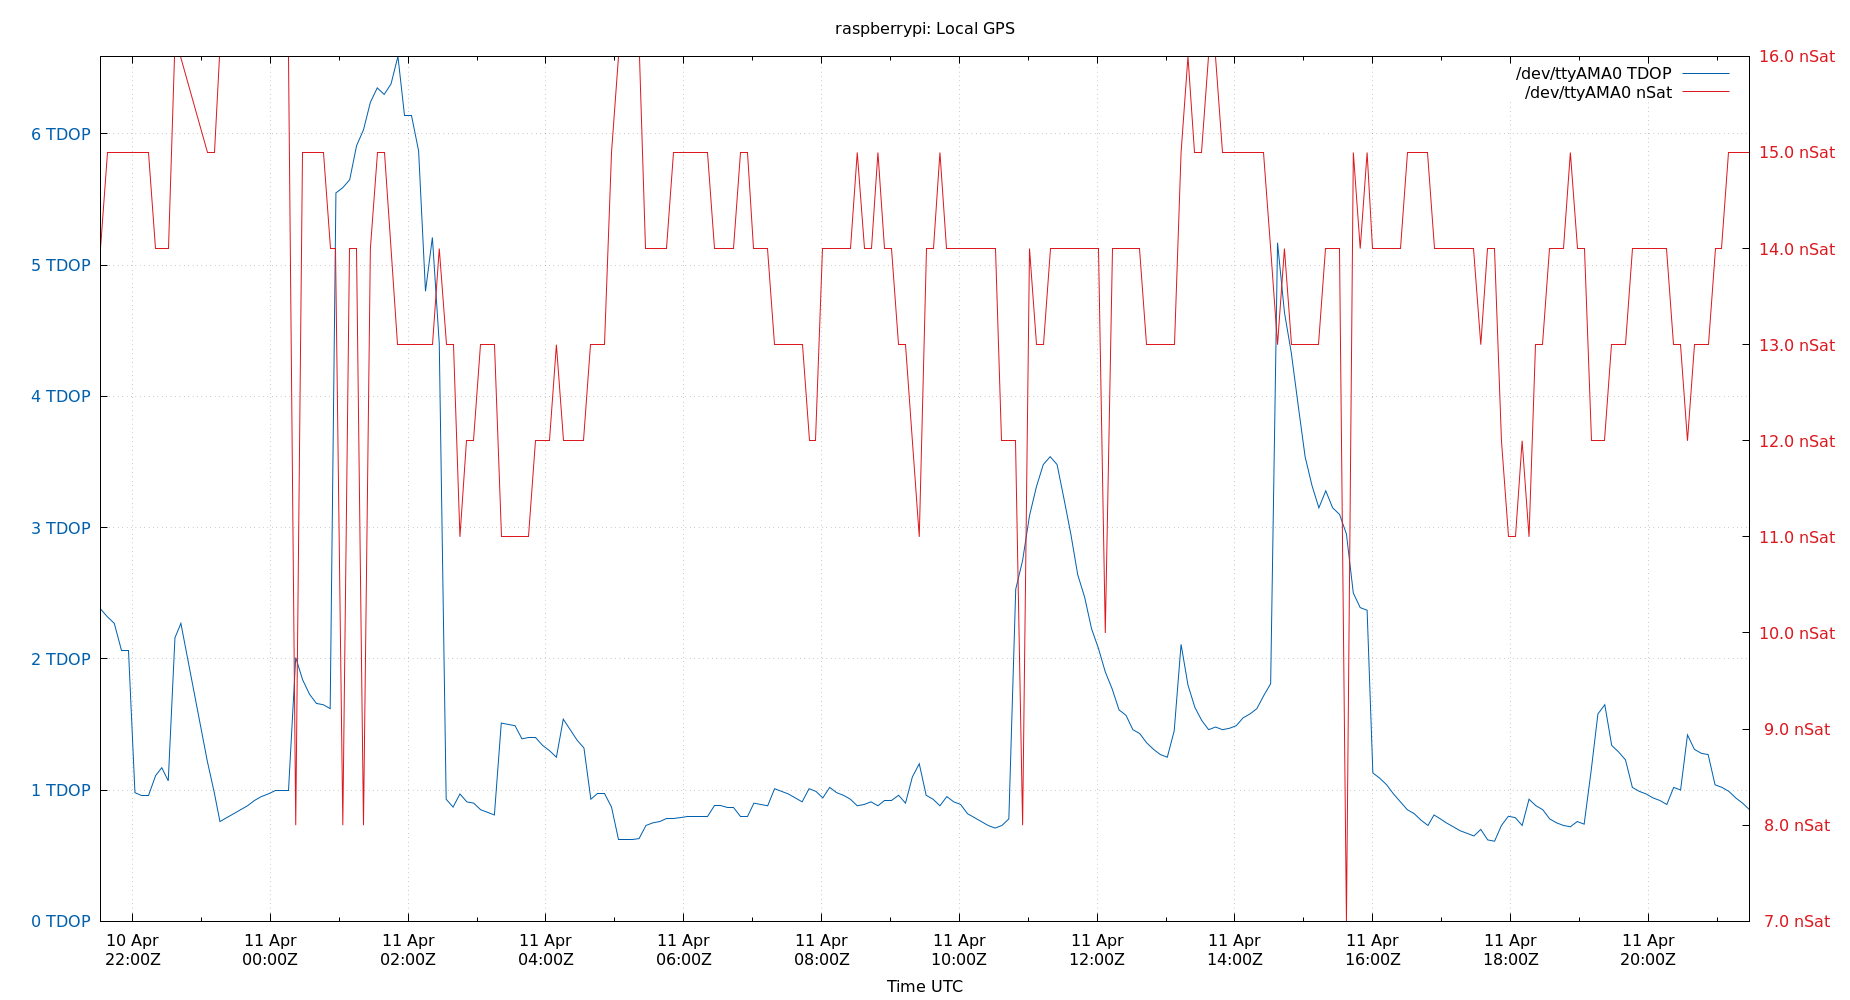 raspberrypi: Local GPS
/dev/ttyAMA0 TDOP
/dev/ttyAMA0 nSat
6 TDOP
5 TDOP
4 TDOP
3 TDOP
2 TDOP
1 TDOP
0 TDOP
16.0 nSat
15.0 nSat
14.0 nSat
13.0 nSat
12.0 nSat
11.0 nSat
10.0 nSat
9.0 nSat
8.0 nSat
7.0 nSat
10 Apr 11 Apr 11 Apr 11 Apr 11 Apr 11 Apr 11 Apr 11 Apr 11 Apr 11 Apr 11 Apr 11 Apr
22:00Z 00:00Z 02:00Z 04:00Z 06:00Z 08:00Z 10:00Z 12:00Z 14:00Z 16:00Z 18:00Z 20:00Z
Time UTC